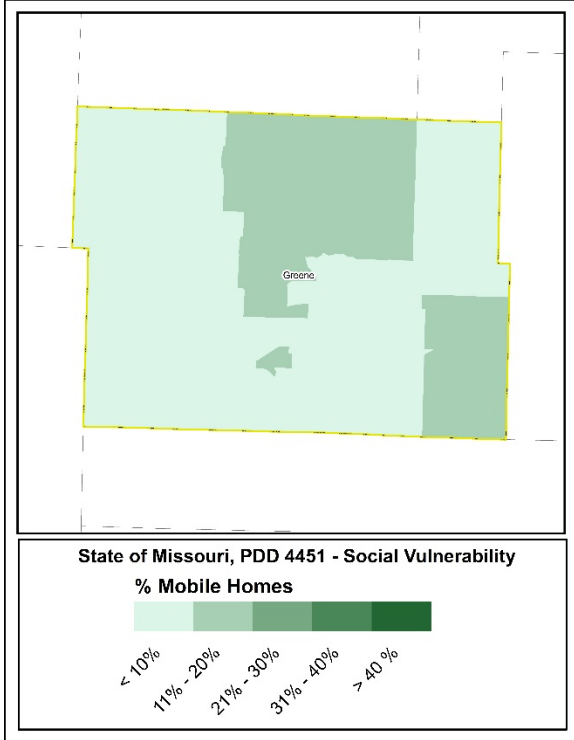 Greene
State of Missouri, PDD 4451 - Social Vulnerability
% Mobile Homes
< 10%
11% - 20%
21% - 30%
31% - 40%
> 40 %